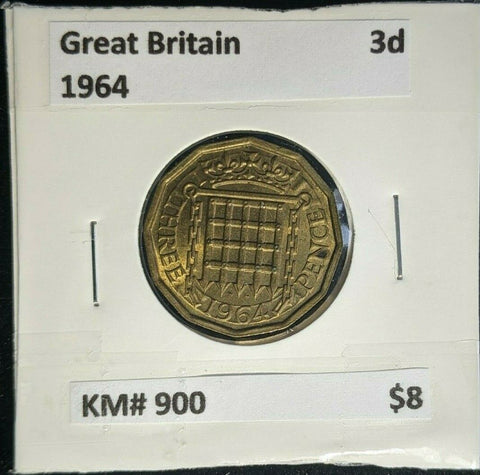 Great Britain 3d
1964
THREE PENCE
1964
KM# 900 $8